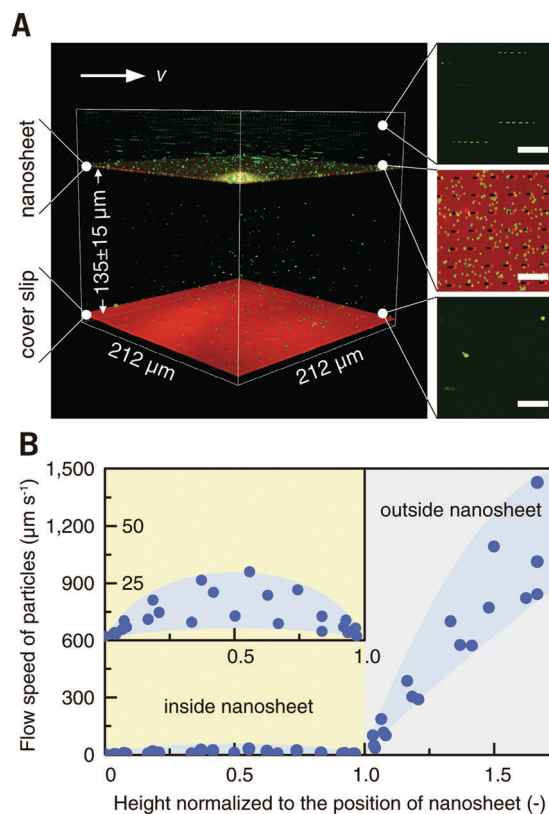 A
v
nanosheet
cover slip
135±15 μm
212 μm
212 μm
B
Flow speed of particles (μm s⁻¹)
1,500
1,200
900
600
300
0
50
25
0.5
1.0
inside nanosheet
outside nanosheet
0
0.5
1.0
1.5
Height normalized to the position of nanosheet (-)